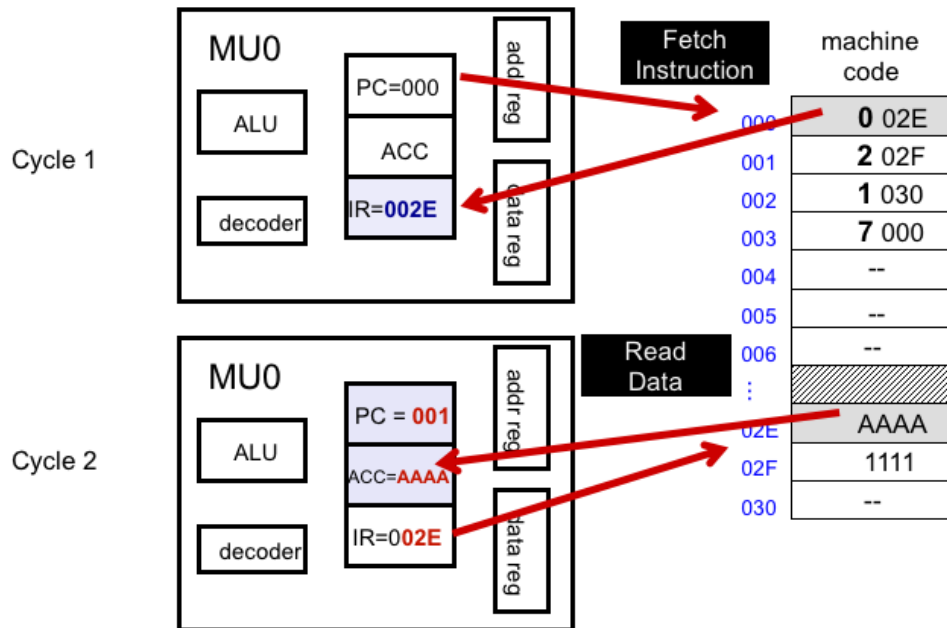 MU0
PC=000
ACC
IR=002E
ALU
decoder
addr reg
data reg
Cycle 1
Fetch
Instruction
machine
code
000
0 02E
001
2 02F
002
1 030
003
7 000
004
--
005
--
006
--
⋮
02E
AAAA
02F
1111
030
--
Read
Data
MU0
PC = 001
ACC=AAAA
IR=002E
ALU
decoder
addr reg
data reg
Cycle 2